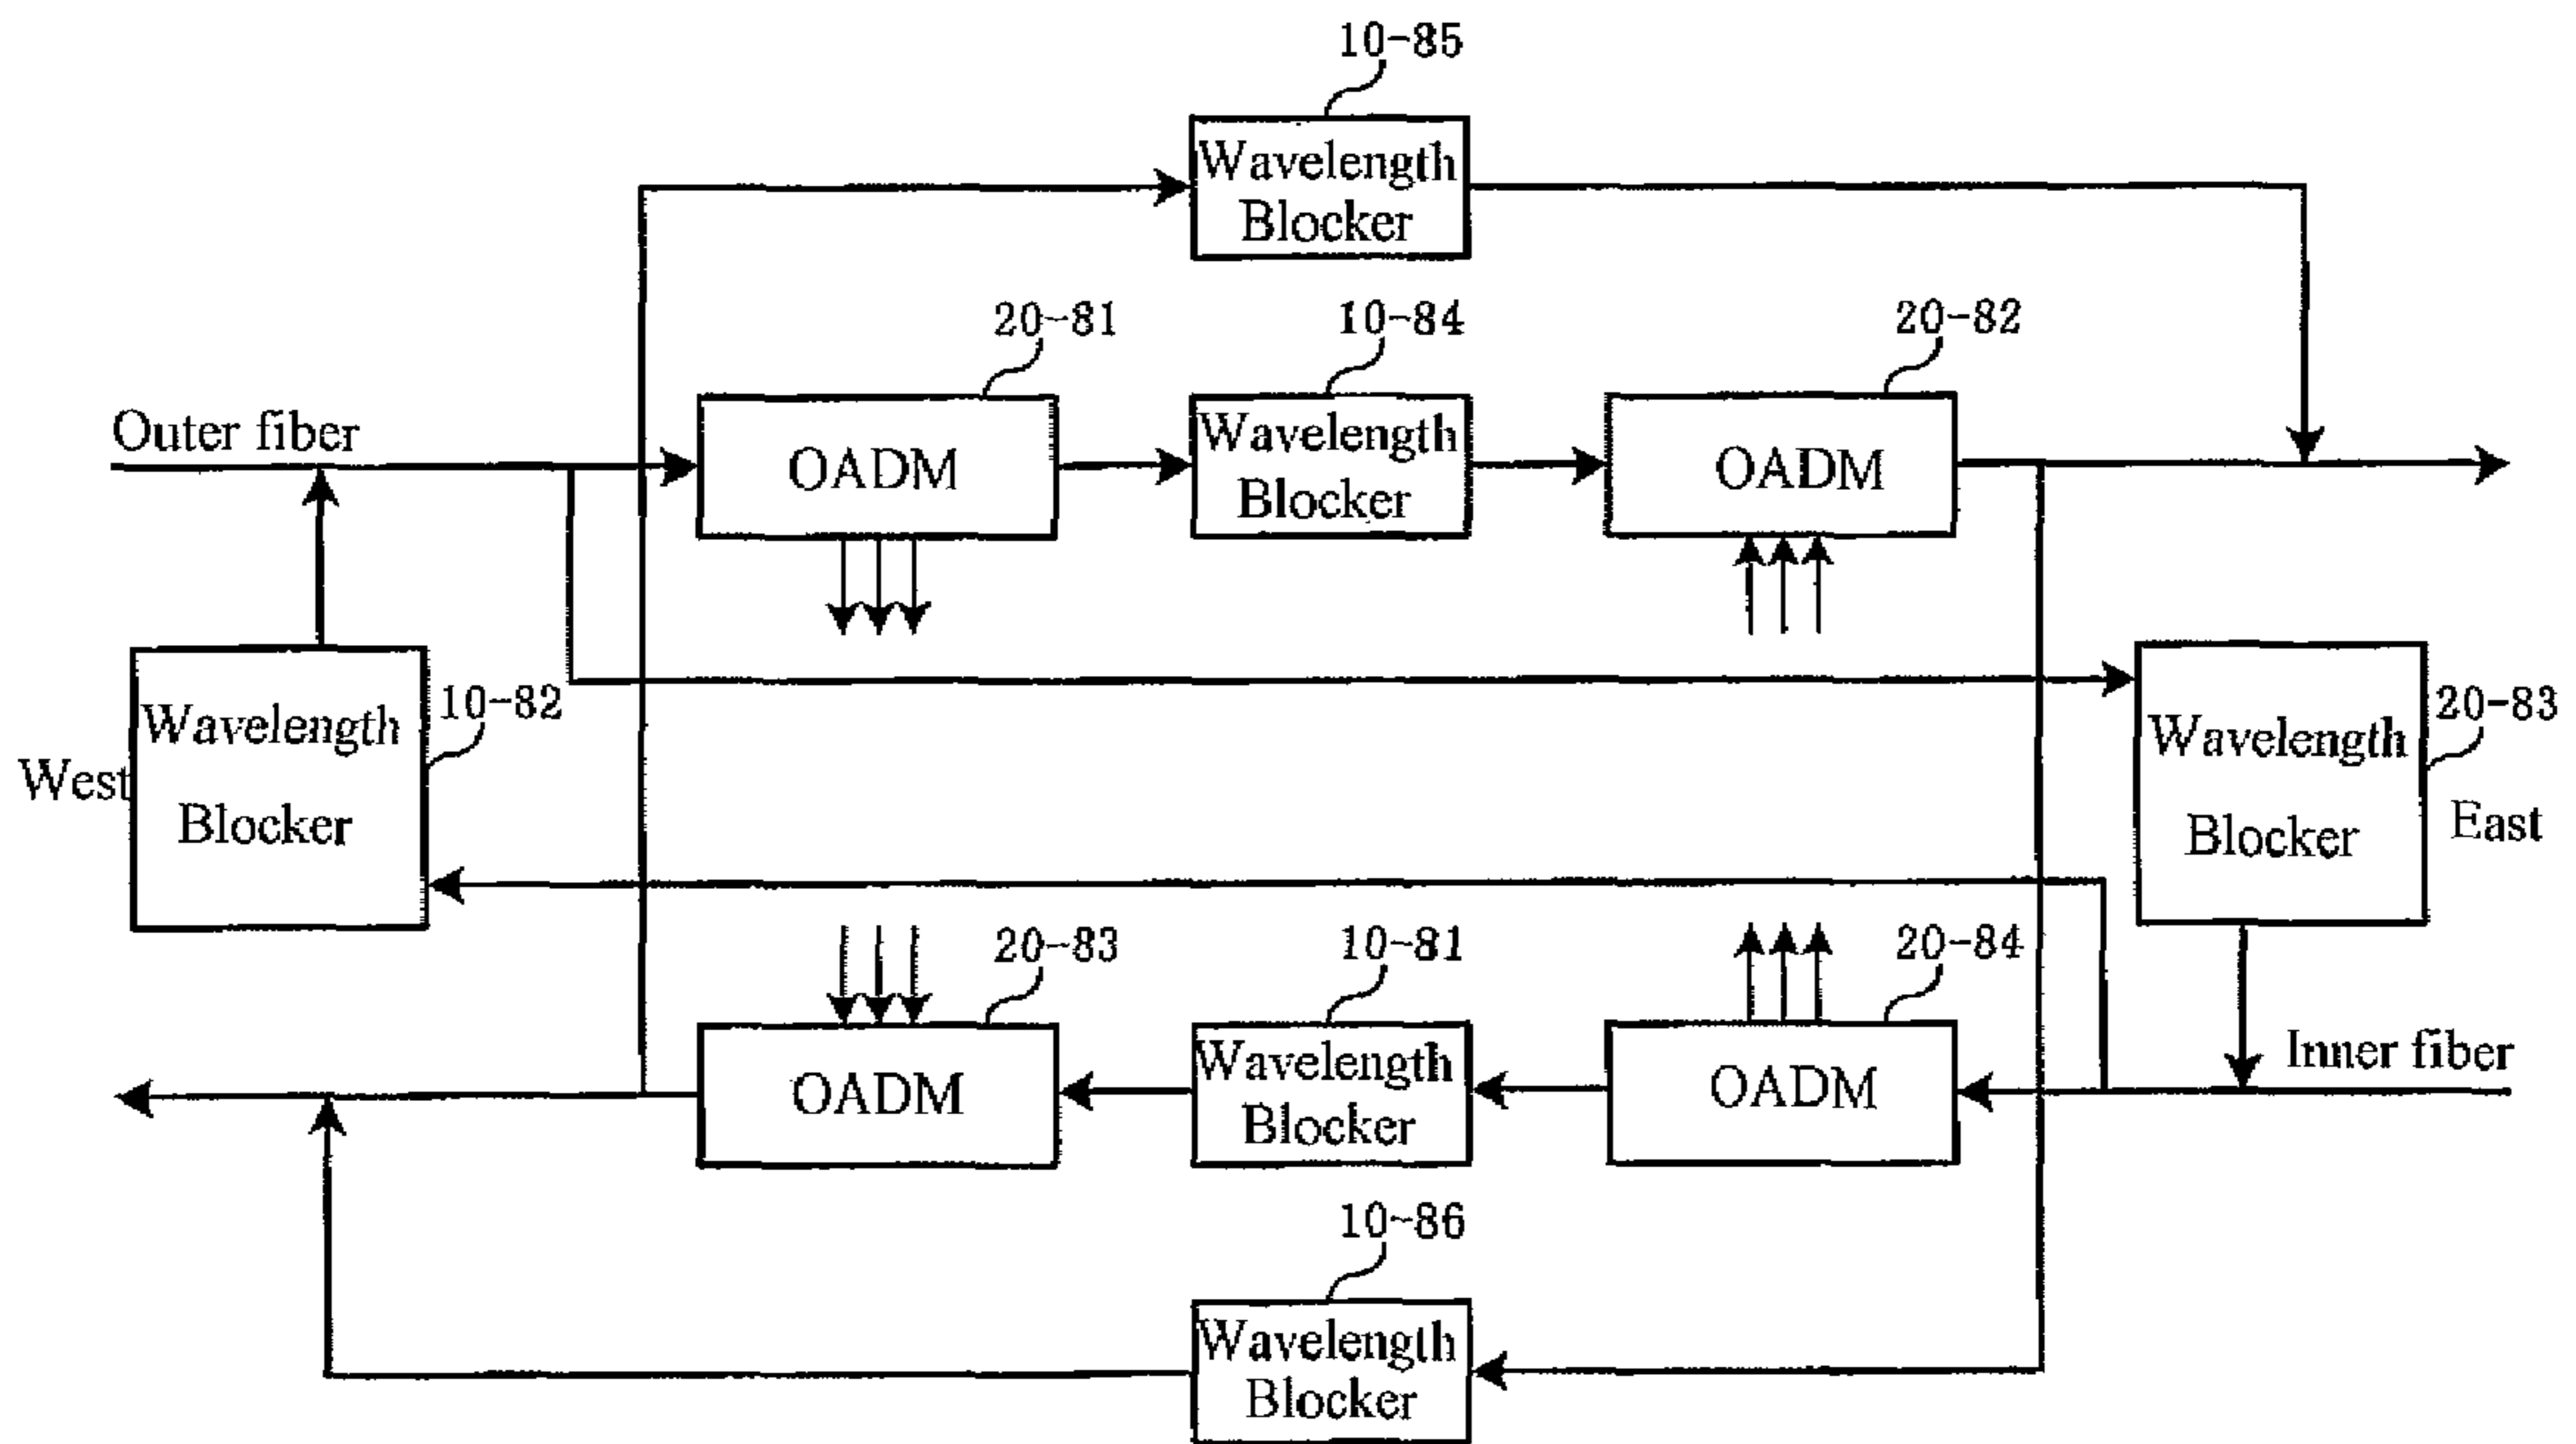 10-85
Wavelength
Blocker
20-81
10-84
20-82
Outer fiber
OADM
Wavelength
Blocker
OADM
West
Wavelength
Blocker
10-82
Wavelength
Blocker
20-83
East
20-83
10-81
20-84
OADM
Wavelength
Blocker
OADM
Inner fiber
10-86
Wavelength
Blocker